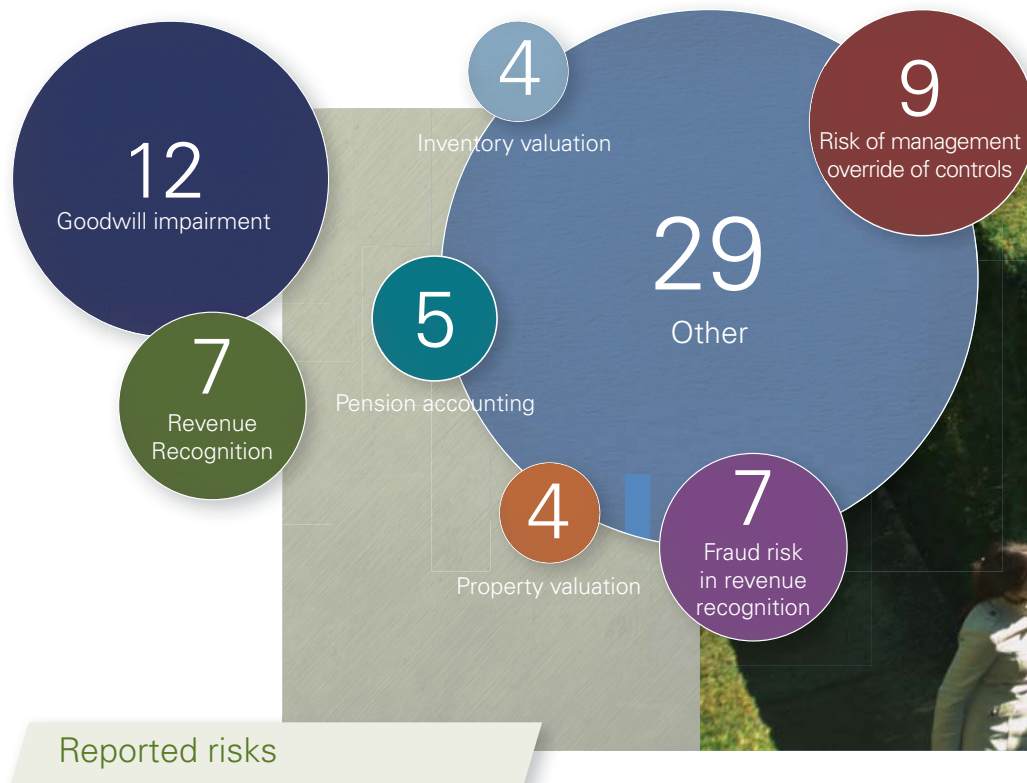 12
Goodwill impairment
4
Inventory valuation
9
Risk of management
override of controls
29
Other
5
Pension accounting
7
Revenue
Recognition
4
Property valuation
7
Fraud risk
in revenue
recognition
Reported risks